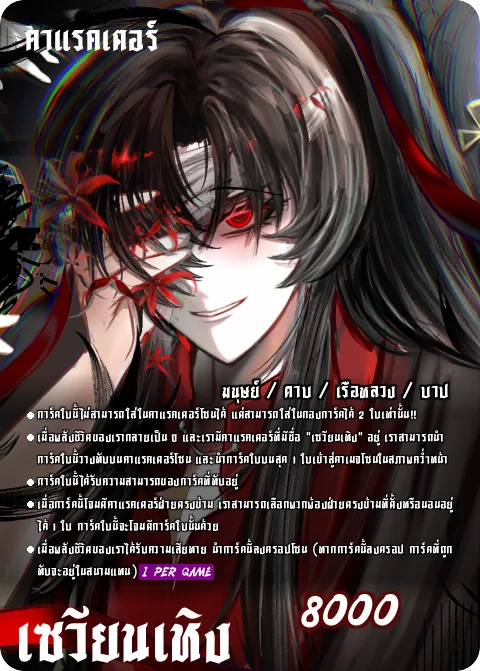 คาแรคเตอร์
มนุษย์ / ดาบ / เรือหลวง / บาป
● การ์ดใบนี้ไม่สามารถใส่ในคาแรคเตอร์โซนได้ แต่สามารถใส่ในกองการ์ดได้ 2 ใบเท่านั้น!!
● เมื่อพลังชีวิตของเรากลายเป็น 0 และเรามีคาแรคเตอร์ที่มีชื่อ "เซวียนเทิง" อยู่ เราสามารถนำ
การ์ดใบนี้วางทับบนคาแรคเตอร์โซน และนำการ์ดใบบนสุด 1 ใบเข้าสู่ดาเมจโซนในสภาพคว่ำหน้า
● การ์ดใบนี้ได้รับความสามารถของการ์ดที่ทับอยู่
● เมื่อการ์ดนี้โจมตีคาแรคเตอร์ฝ่ายตรงข้าม เราสามารถเลือกพวกพ้องฝ่ายตรงข้ามที่ตั้งหรือนอนอยู่
ได้ 1 ใบ การ์ดใบนี้จะโจมตีการ์ดใบนั้นด้วย
● เมื่อพลังชีวิตของเราได้รับความเสียหาย นำการ์ดนี้ลงดรอปโซน (หากการ์ดนี้ลงดรอป การ์ดที่ถูก
ทับจะอยู่ในสนามแทน) 1 PER GAME
8000
เซวียนเทิง